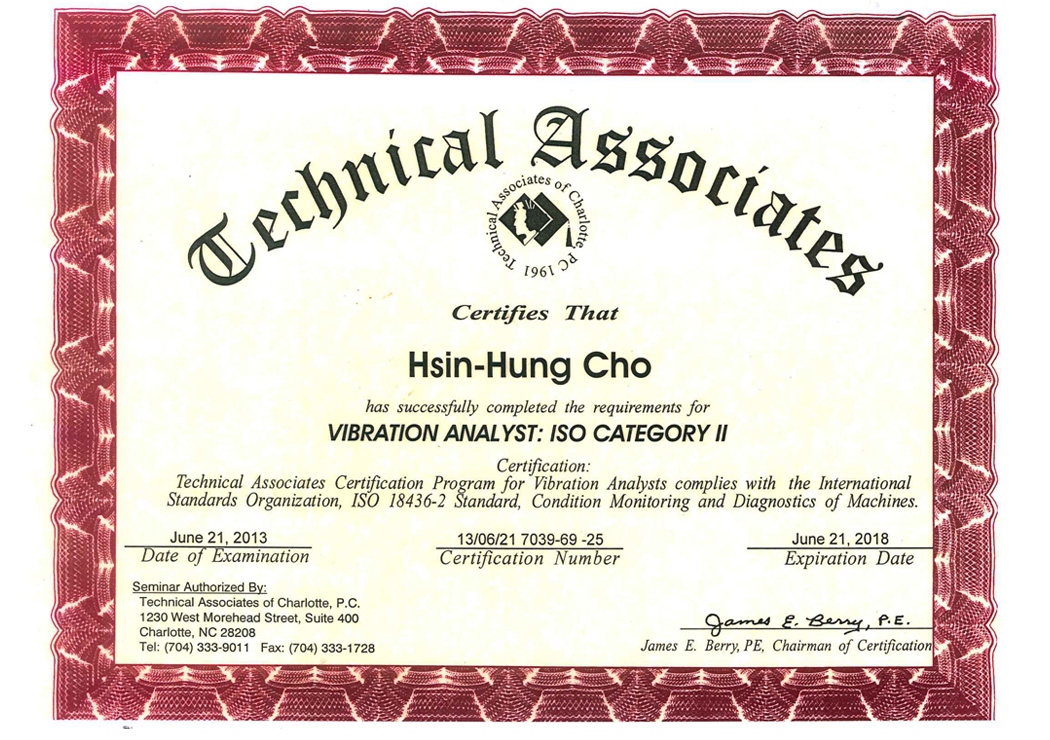 Technical Associates
Technical Associates of Charlotte, PC 1961
Certifies That
Hsin-Hung Cho
has successfully completed the requirements for
VIBRATION ANALYST: ISO CATEGORY II
Certification:
Technical Associates Certification Program for Vibration Analysts complies with the International
Standards Organization, ISO 18436-2 Standard, Condition Monitoring and Diagnostics of Machines.
June 21, 2013 13/06/21 7039-69 -25 June 21, 2018
Date of Examination Certification Number Expiration Date
Seminar Authorized By:
Technical Associates of Charlotte, P.C.
1230 West Morehead Street, Suite 400
Charlotte, NC 28208
Tel: (704) 333-9011 Fax: (704) 333-1728
James E. Berry, P.E.
James E. Berry, PE, Chairman of Certification